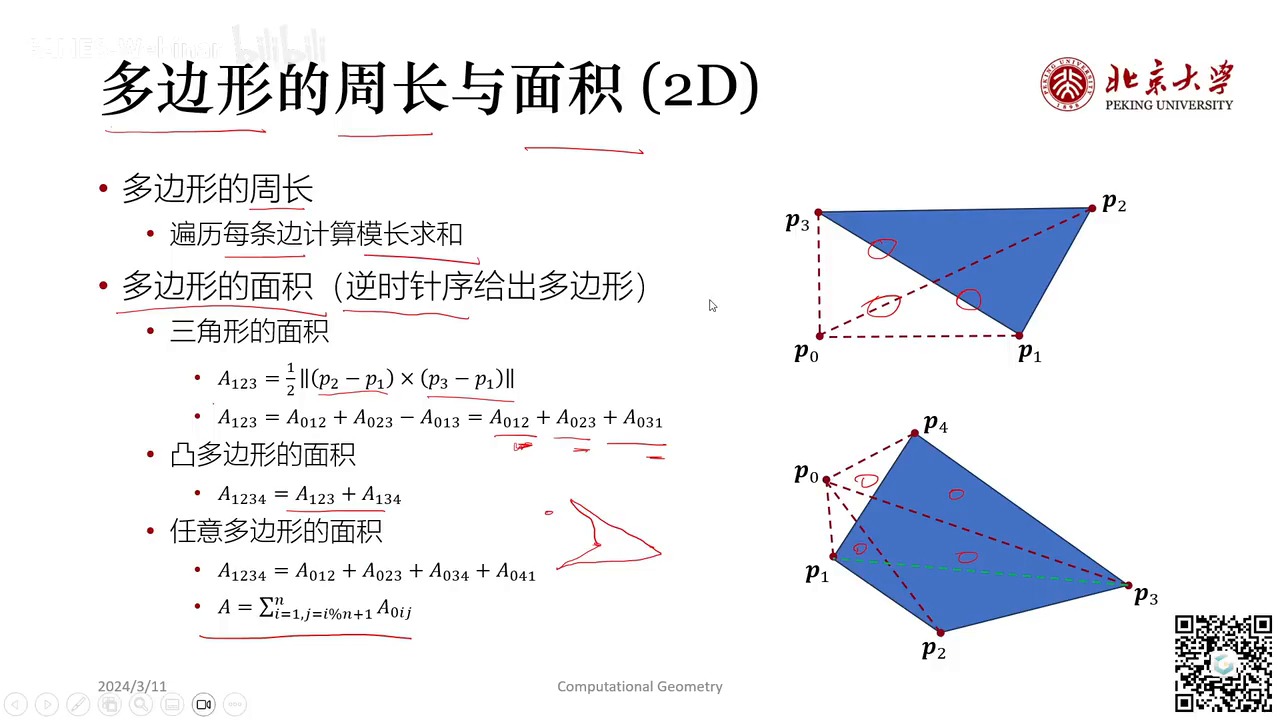 bilibili
多边形的周长与面积 (2D)
北京大学
PEKING UNIVERSITY
• 多边形的周长
• 遍历每条边计算模长求和
• 多边形的面积（逆时针序给出多边形）
• 三角形的面积
• A₁₂₃ = ½‖(p₂ − p₁) × (p₃ − p₁)‖
• A₁₂₃ = A₀₁₂ + A₀₂₃ − A₀₁₃ = A₀₁₂ + A₀₂₃ + A₀₃₁
• 凸多边形的面积
• A₁₂₃₄ = A₁₂₃ + A₁₃₄
• 任意多边形的面积
• A₁₂₃₄ = A₀₁₂ + A₀₂₃ + A₀₃₄ + A₀₄₁
• A = ∑ⁿᵢ₌₁,ⱼ₌ᵢ%ₙ₊₁ A₀ᵢⱼ
p₃
p₂
p₀
p₁
p₄
p₀
p₁
p₃
p₂
2024/3/11
Computational Geometry